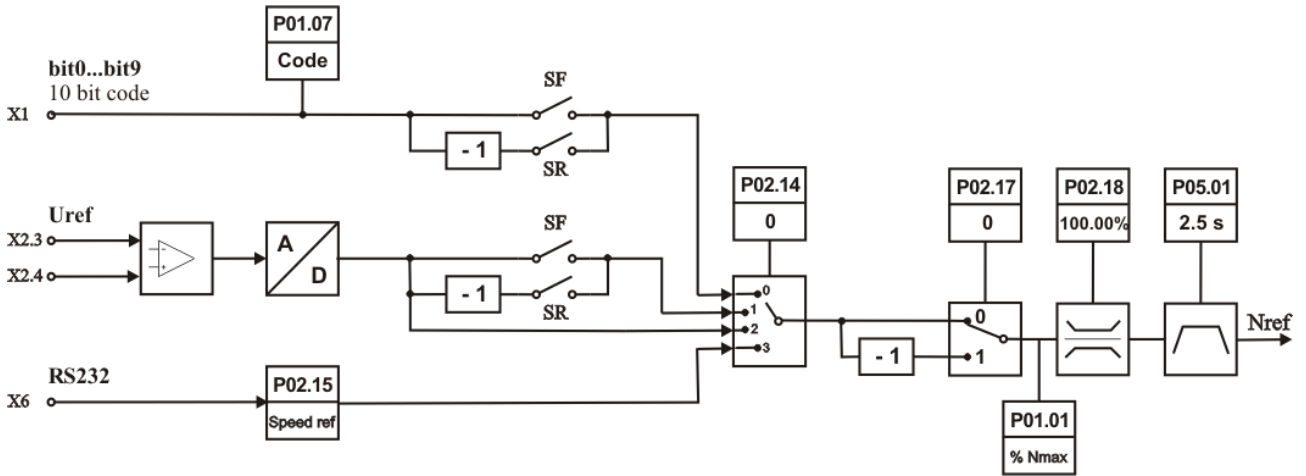 P01.07
Code
bit0...bit9
10 bit code
X1
SF
- 1
SR
P02.14
0
P02.17
0
P02.18
100.00%
P05.01
2.5 s
Uref
X2.3
X2.4
A
D
SF
- 1
SR
0
1
2
3
0
1
- 1
Nref
RS232
X6
P02.15
Speed ref
P01.01
% Nmax